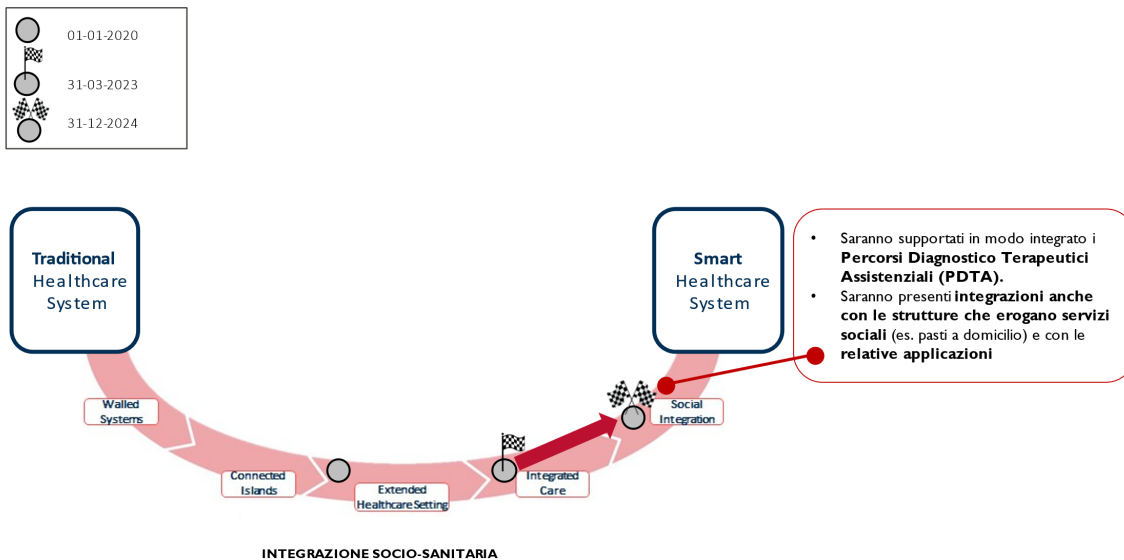 01-01-2020
31-03-2023
31-12-2024
Traditional
Healthcare
System
Smart
Healthcare
System
• Saranno supportati in modo integrato i
Percorsi Diagnostico Terapeutici
Assistenziali (PDTA).
• Saranno presenti integrazioni anche
con le strutture che erogano servizi
sociali (es. pasti a domicilio) e con le
relative applicazioni
Walled
Systems
Connected
Islands
Extended
Healthcare Setting
Integrated
Care
Social
Integration
INTEGRAZIONE SOCIO-SANITARIA